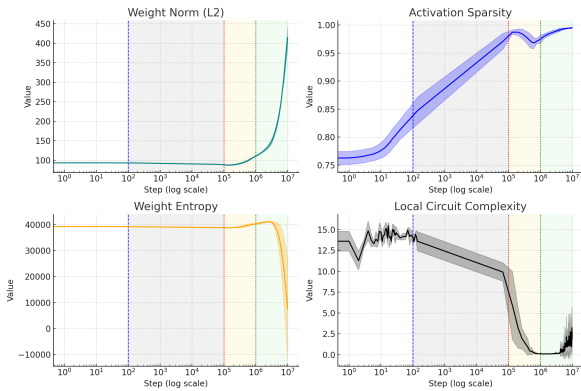 Weight Norm (L2)
Value
450
400
350
300
250
200
150
100
10⁰ 10¹ 10² 10³ 10⁴ 10⁵ 10⁶ 10⁷
Step (log scale)
Activation Sparsity
Value
1.00
0.95
0.90
0.85
0.80
0.75
10⁰ 10¹ 10² 10³ 10⁴ 10⁵ 10⁶ 10⁷
Step (log scale)
Weight Entropy
Value
40000
30000
20000
10000
0
−10000
10⁰ 10¹ 10² 10³ 10⁴ 10⁵ 10⁶ 10⁷
Step (log scale)
Local Circuit Complexity
Value
15.0
12.5
10.0
7.5
5.0
2.5
0.0
10⁰ 10¹ 10² 10³ 10⁴ 10⁵ 10⁶ 10⁷
Step (log scale)